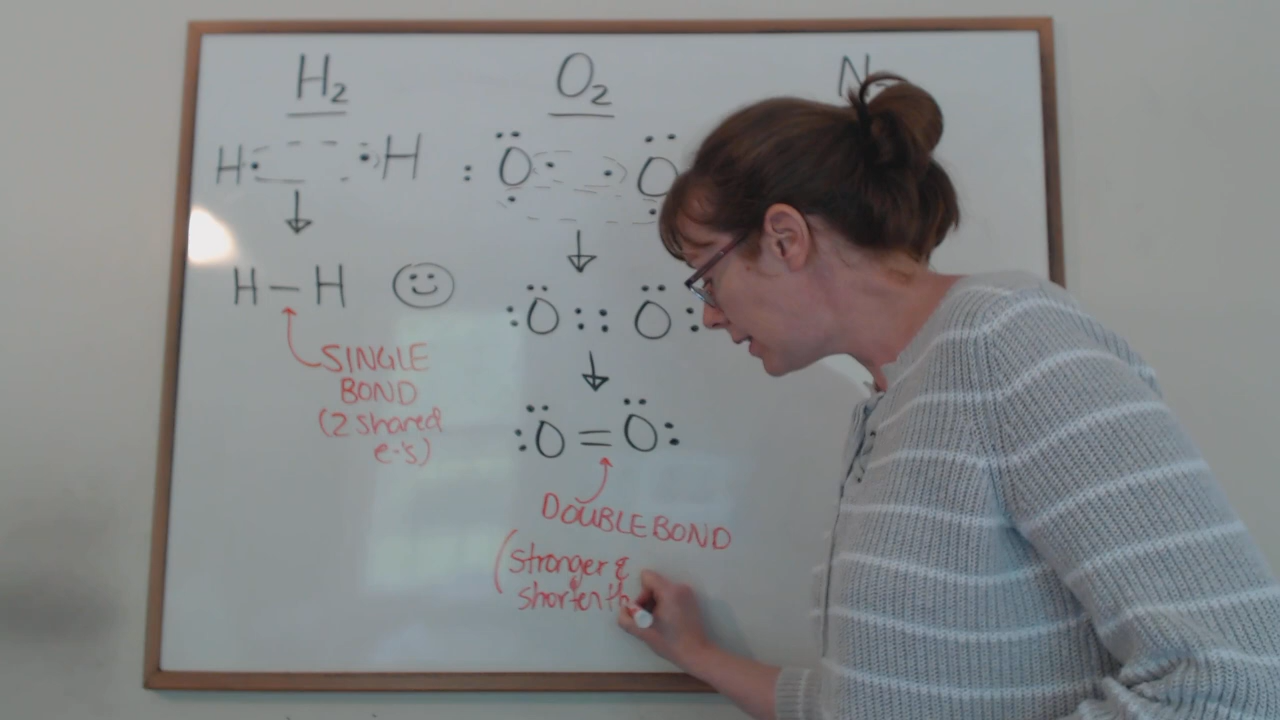 H₂
O₂
N
H· ·H
:Ö· ·Ö
H–H
:Ö::Ö:
:Ö=Ö:
SINGLE
BOND
(2 shared
e-'s)
DOUBLE BOND
(stronger &
shorter th